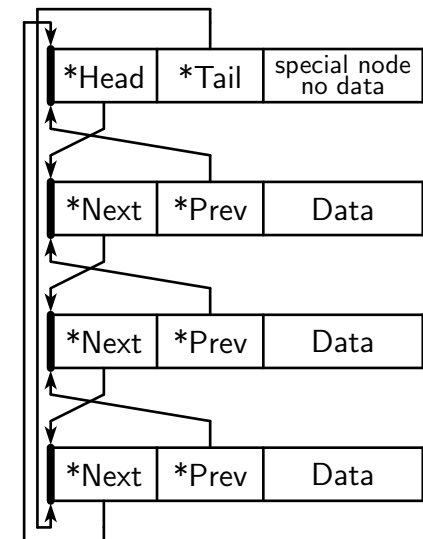 *Head *Tail special node
no data
*Next *Prev Data
*Next *Prev Data
*Next *Prev Data